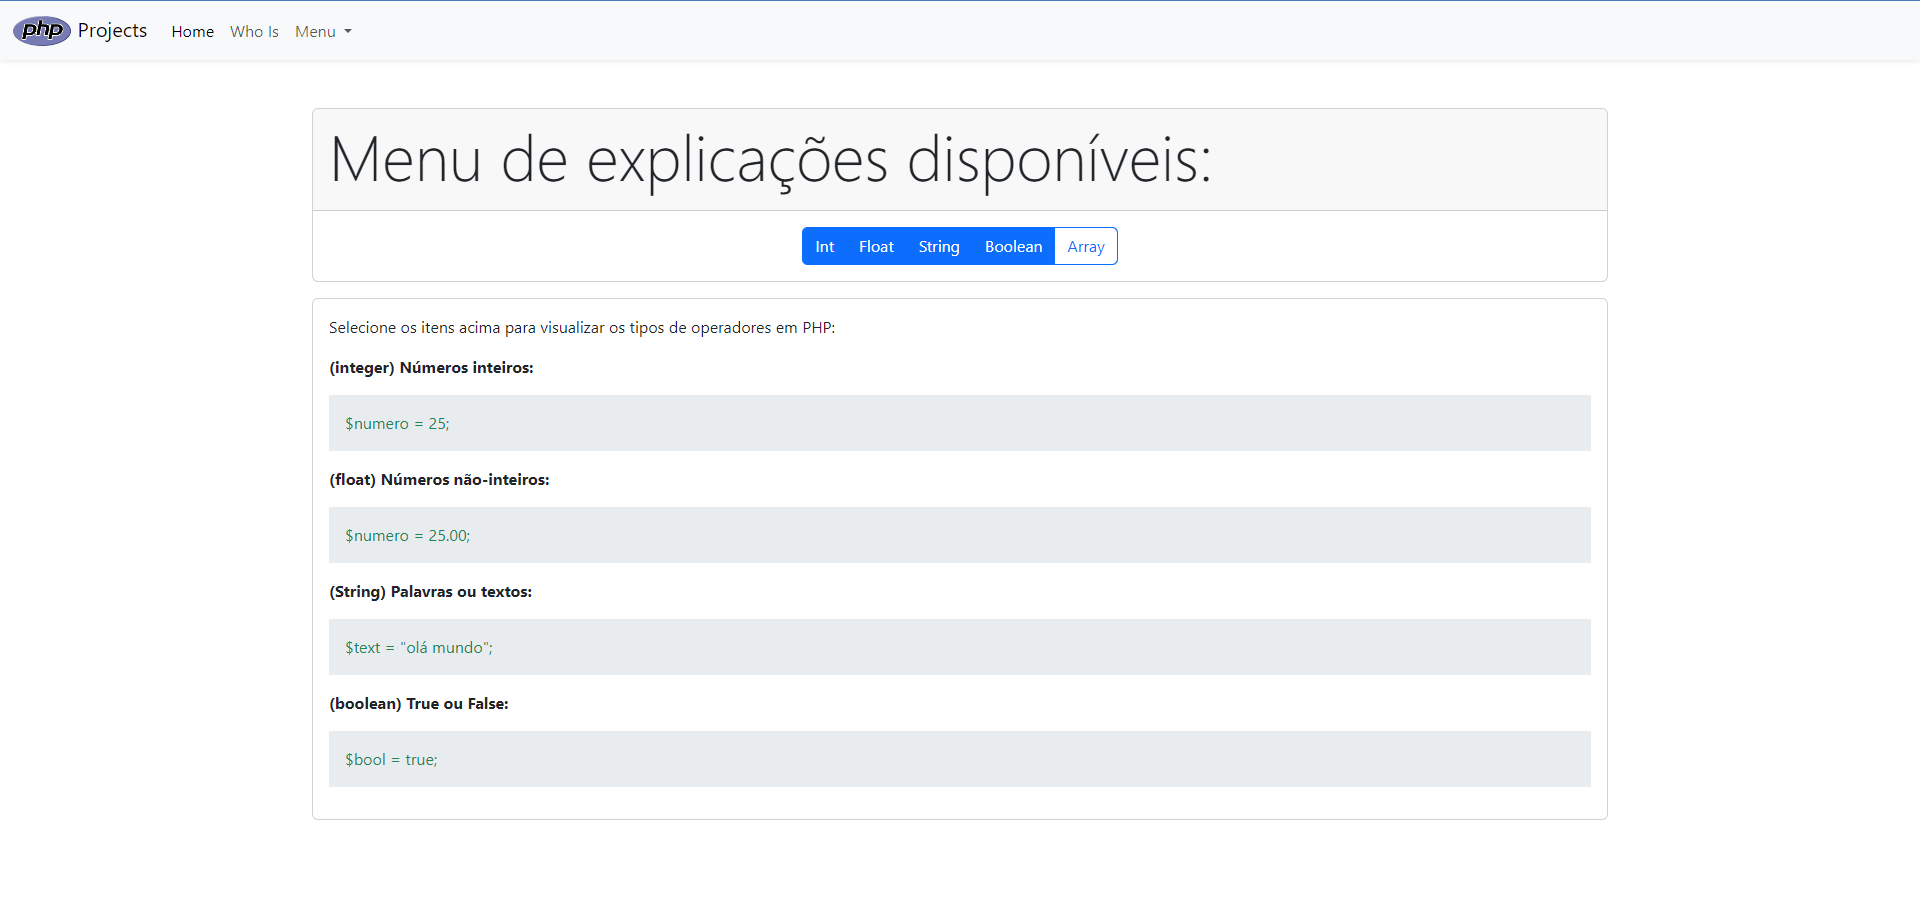 php Projects Home Who Is Menu
Menu de explicações disponíveis:
Int Float String Boolean Array
Selecione os itens acima para visualizar os tipos de operadores em PHP:
(integer) Números inteiros:
$numero = 25;
(float) Números não-inteiros:
$numero = 25.00;
(String) Palavras ou textos:
$text = "olá mundo";
(boolean) True ou False:
$bool = true;